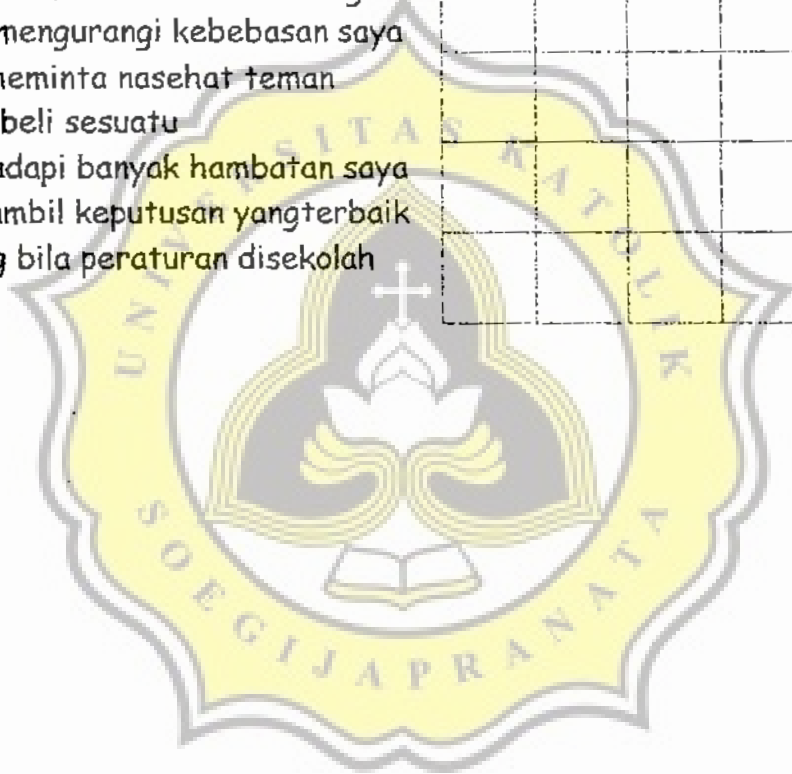 mengurangi kebebasan saya
meminta nasehat teman
beli sesuatu
dapi banyak hambatan saya
ambil keputusan yangterbaik
bila peraturan disekolah
UNIVERSITAS KATOLIK
SOEGIJAPRANATA